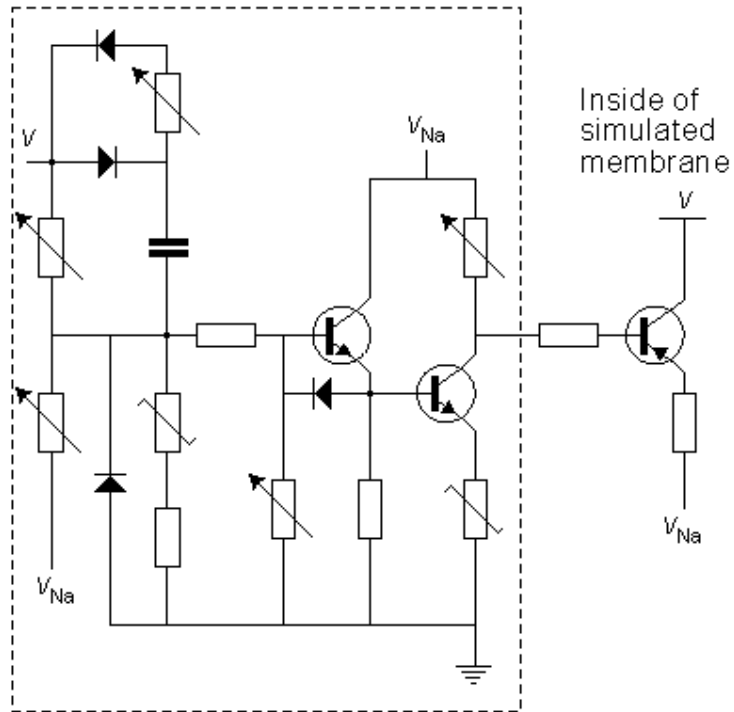 Inside of
simulated
membrane
V
V
VNa
VNa
VNa